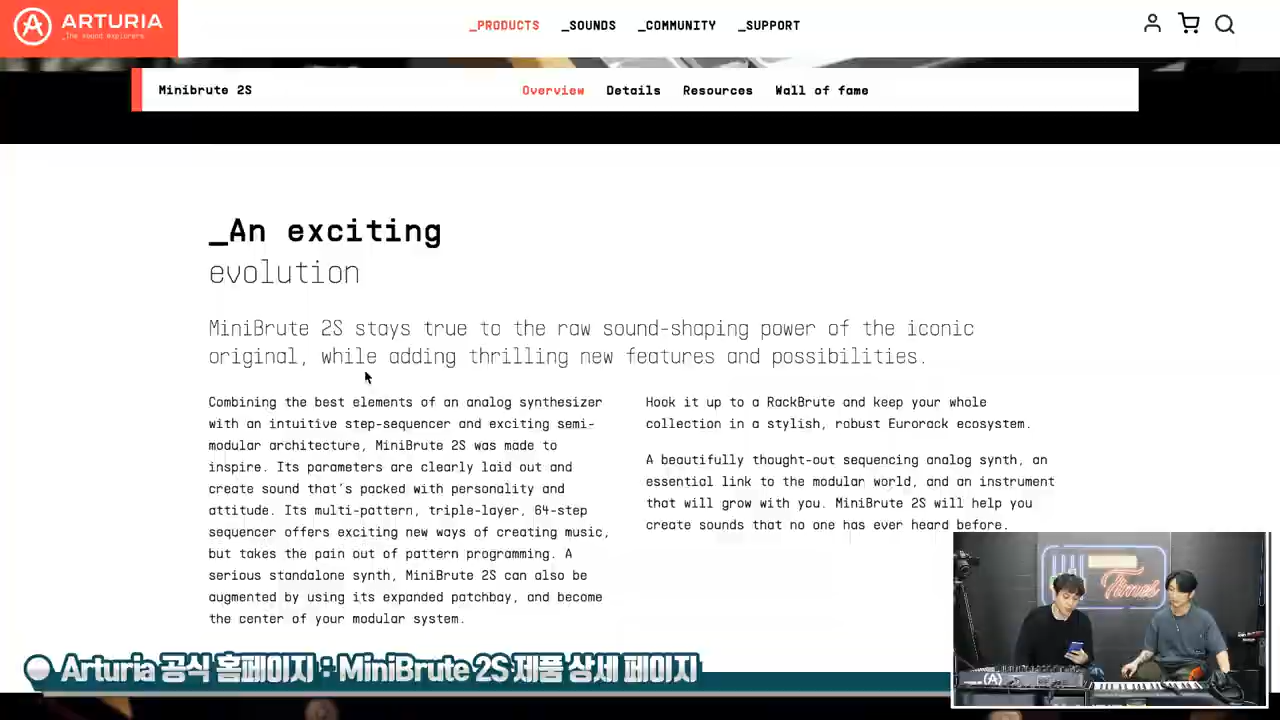 ARTURIA
_The sound explorers
_PRODUCTS _SOUNDS _COMMUNITY _SUPPORT
Minibrute 2S Overview Details Resources Wall of fame
_An exciting
evolution
MiniBrute 2S stays true to the raw sound-shaping power of the iconic
original, while adding thrilling new features and possibilities.
Combining the best elements of an analog synthesizer
with an intuitive step-sequencer and exciting semi-
modular architecture, MiniBrute 2S was made to
inspire. Its parameters are clearly laid out and
create sound that's packed with personality and
attitude. Its multi-pattern, triple-layer, 64-step
sequencer offers exciting new ways of creating music,
but takes the pain out of pattern programming. A
serious standalone synth, MiniBrute 2S can also be
augmented by using its expanded patchbay, and become
the center of your modular system.
Hook it up to a RackBrute and keep your whole
collection in a stylish, robust Eurorack ecosystem.
A beautifully thought-out sequencing analog synth, an
essential link to the modular world, and an instrument
that will grow with you. MiniBrute 2S will help you
create sounds that no one has ever heard before.
Times
Arturia 공식 홈페이지 : MiniBrute 2S 제품 상세 페이지